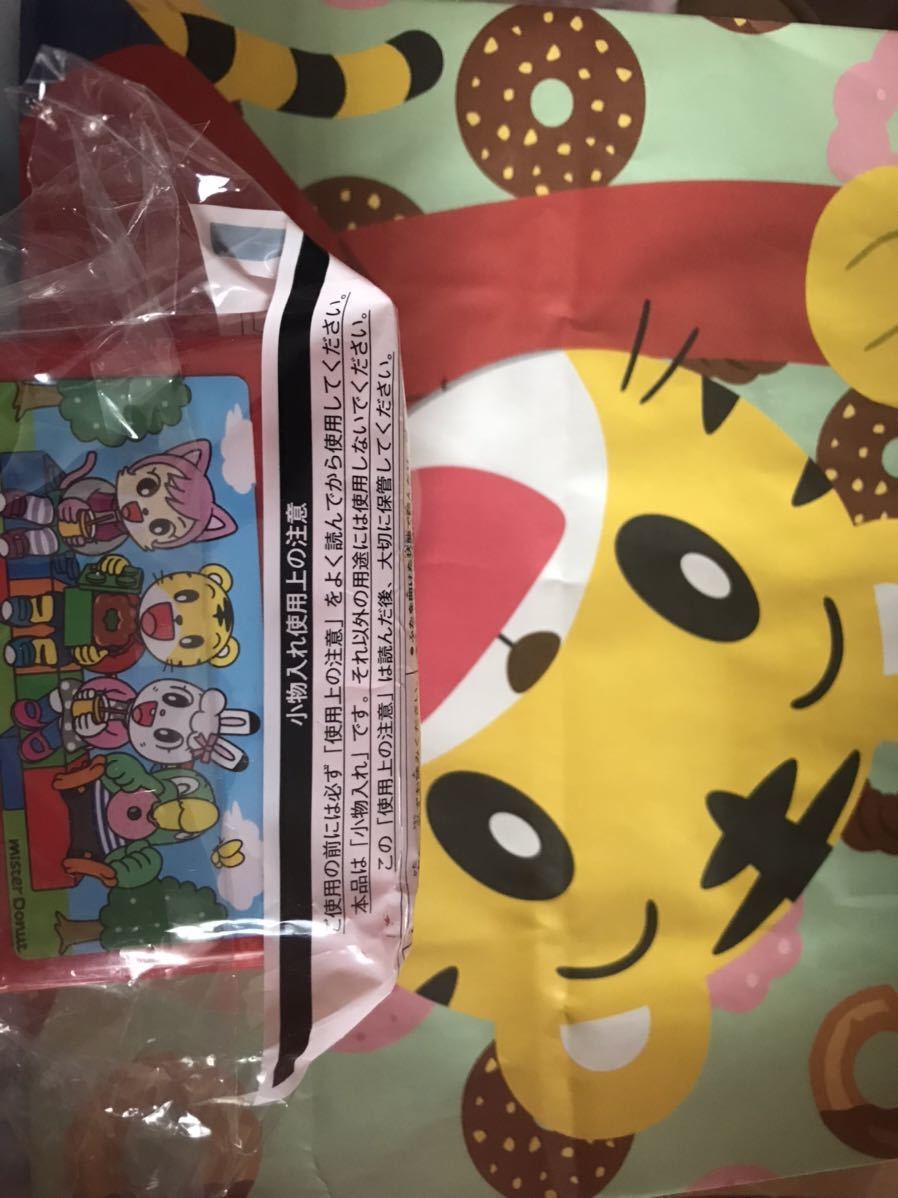 小物入れ使用上の注意
ご使用の前には必ず「使用上の注意」をよく読んでから使用してください。
本品は「小物入れ」です。それ以外の用途には使用しないでください。
この「使用上の注意」は読んだ後、大切に保管してください。
mister Donut